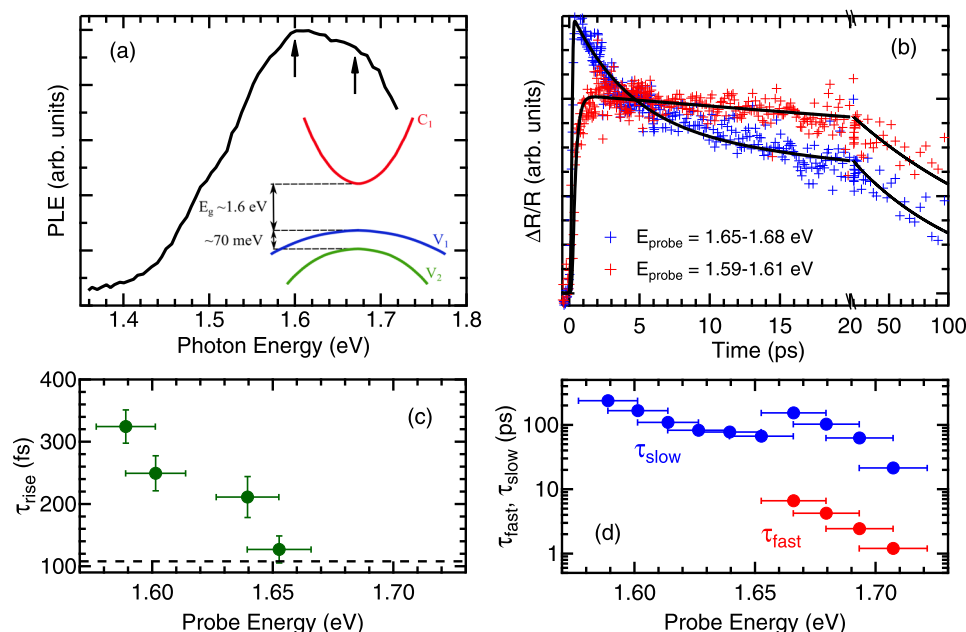 (a)
PLE (arb. units)
C1
Eg ~1.6 eV
~70 meV
V1
V2
1.4 1.5 1.6 1.7 1.8
Photon Energy (eV)
(b)
ΔR/R (arb. units)
Eprobe = 1.65-1.68 eV
Eprobe = 1.59-1.61 eV
0 5 10 15 20 50 100
Time (ps)
(c)
τrise (fs)
400
300
200
100
1.60 1.65 1.70
Probe Energy (eV)
(d)
τfast, τslow (ps)
100
10
1
τslow
τfast
1.60 1.65 1.70
Probe Energy (eV)